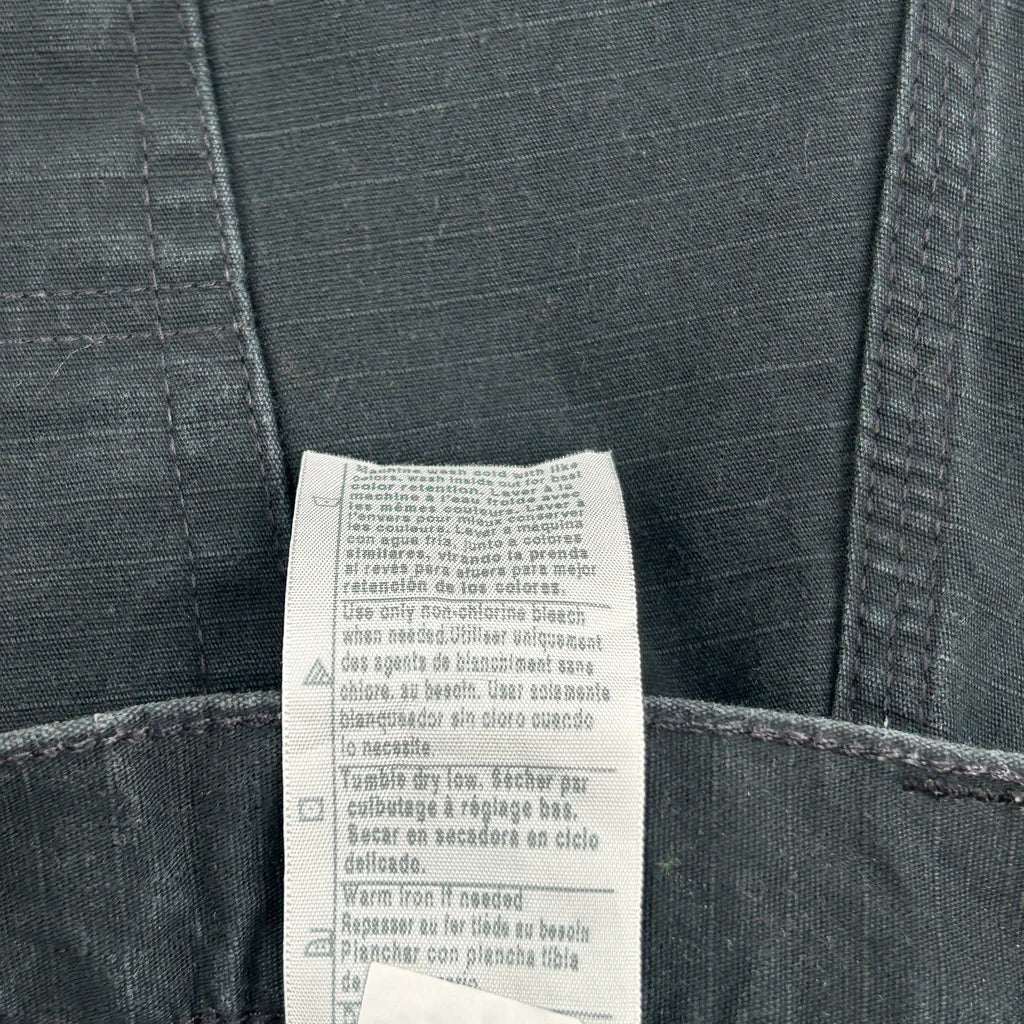 Machine wash cold with like
colors, wash inside out for best
color retention. Laver à la
machine à l'eau froide avec
les mêmes couleurs. Laver à
l'envers pour mieux conserver
les couleurs. Lavar a maquina
con agua fría, junto a colores
similares, virando la prenda
al reves para afuera para mejor
retención de los colores.
Use only non-chlorine bleach
when needed.Utiliser uniquement
des agents de blanchiment sans
chlore, au besoin. Usar solamente
blanqueador sin cloro cuando
lo necesite
Tumble dry low. Sécher par
culbutage à réglage bas.
Secar en secadora en ciclo
delicado.
Warm iron if needed
Repasser au fer tiède au besoin
Planchar con plancha tibia
de